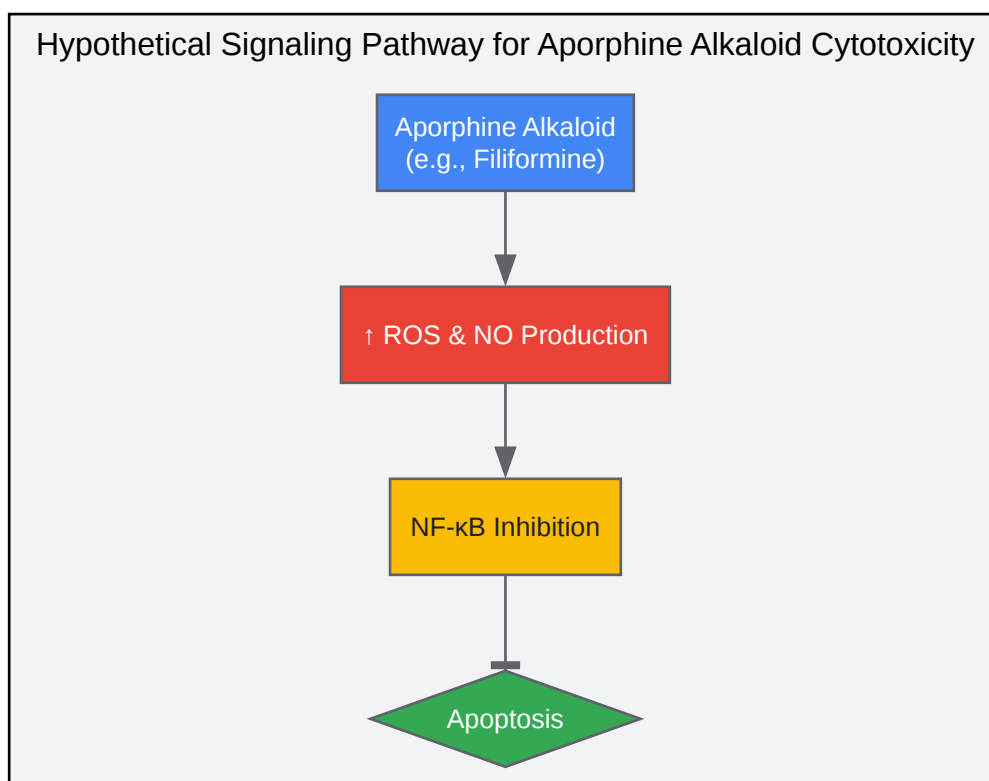 Hypothetical Signaling Pathway for Aporphine Alkaloid Cytotoxicity
Aporphine Alkaloid
(e.g., Filiformine)
↑ ROS & NO Production
NF-κB Inhibition
Apoptosis